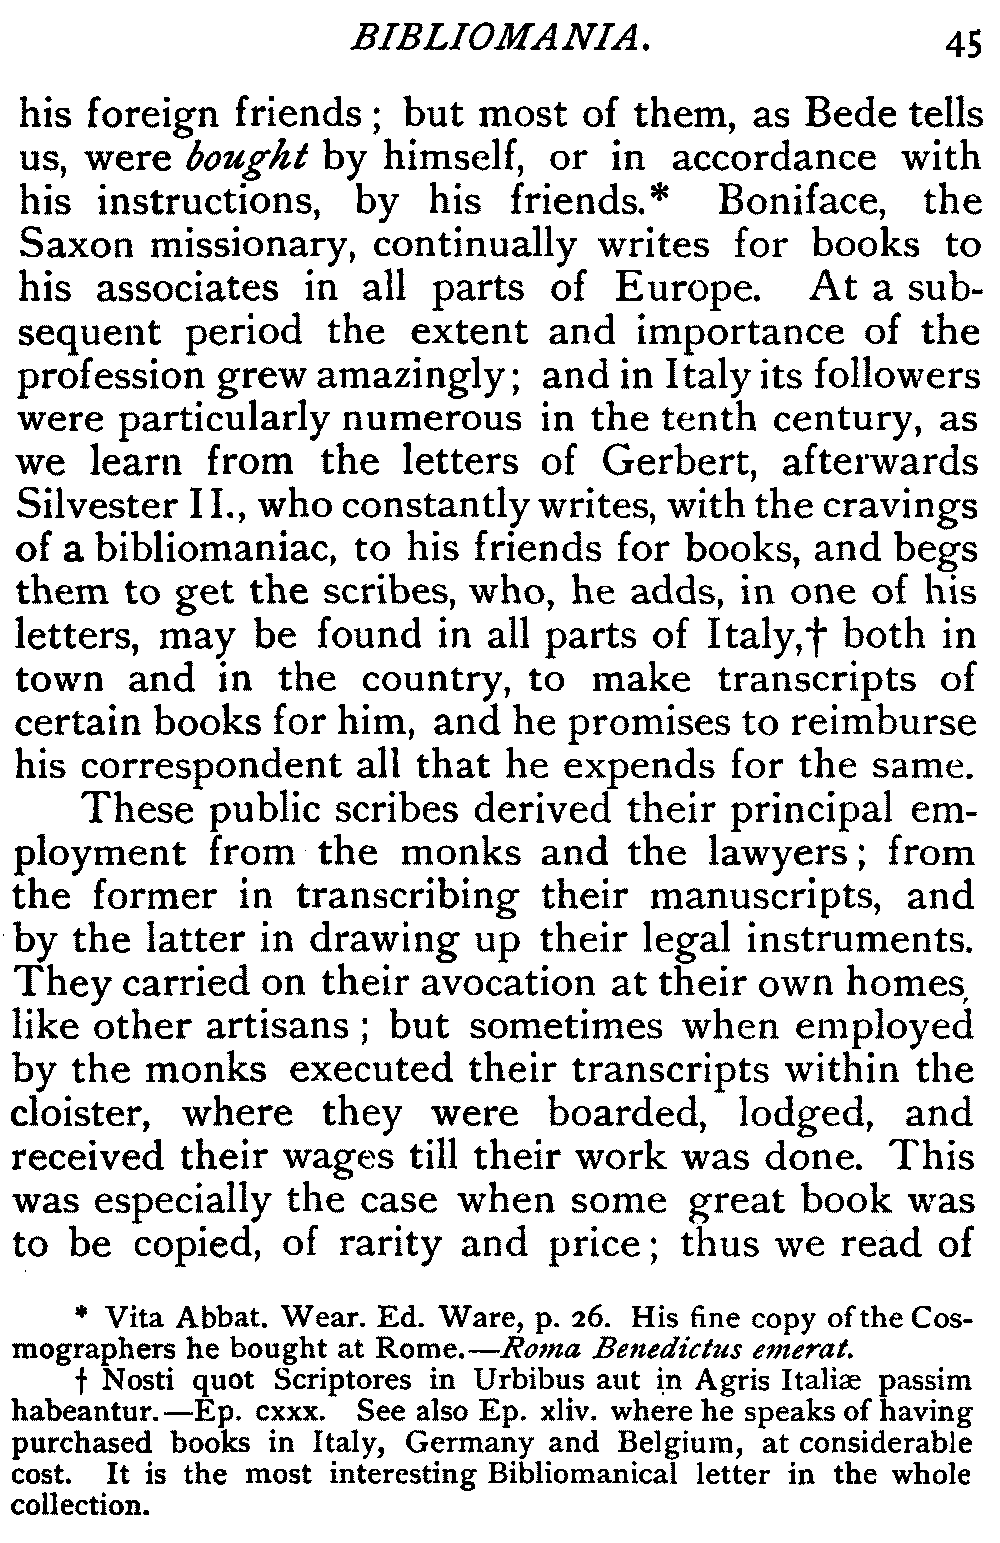 BIBLIOMANIA. 45
his foreign friends; but most of them, as Bede tells
us, were bought by himself, or in accordance with
his instructions, by his friends.* Boniface, the
Saxon missionary, continually writes for books to
his associates in all parts of Europe. At a sub-
sequent period the extent and importance of the
profession grew amazingly; and in Italy its followers
were particularly numerous in the tenth century, as
we learn from the letters of Gerbert, afterwards
Silvester II., who constantly writes, with the cravings
of a bibliomaniac, to his friends for books, and begs
them to get the scribes, who, he adds, in one of his
letters, may be found in all parts of Italy,† both in
town and in the country, to make transcripts of
certain books for him, and he promises to reimburse
his correspondent all that he expends for the same.
These public scribes derived their principal em-
ployment from the monks and the lawyers; from
the former in transcribing their manuscripts, and
by the latter in drawing up their legal instruments.
They carried on their avocation at their own homes,
like other artisans; but sometimes when employed
by the monks executed their transcripts within the
cloister, where they were boarded, lodged, and
received their wages till their work was done. This
was especially the case when some great book was
to be copied, of rarity and price; thus we read of
* Vita Abbat. Wear. Ed. Ware, p. 26. His fine copy of the Cos-
mographers he bought at Rome.—Roma Benedictus emerat.
† Nosti quot Scriptores in Urbibus aut in Agris Italiæ passim
habeantur.—Ep. cxxx. See also Ep. xliv. where he speaks of having
purchased books in Italy, Germany and Belgium, at considerable
cost. It is the most interesting Bibliomanical letter in the whole
collection.